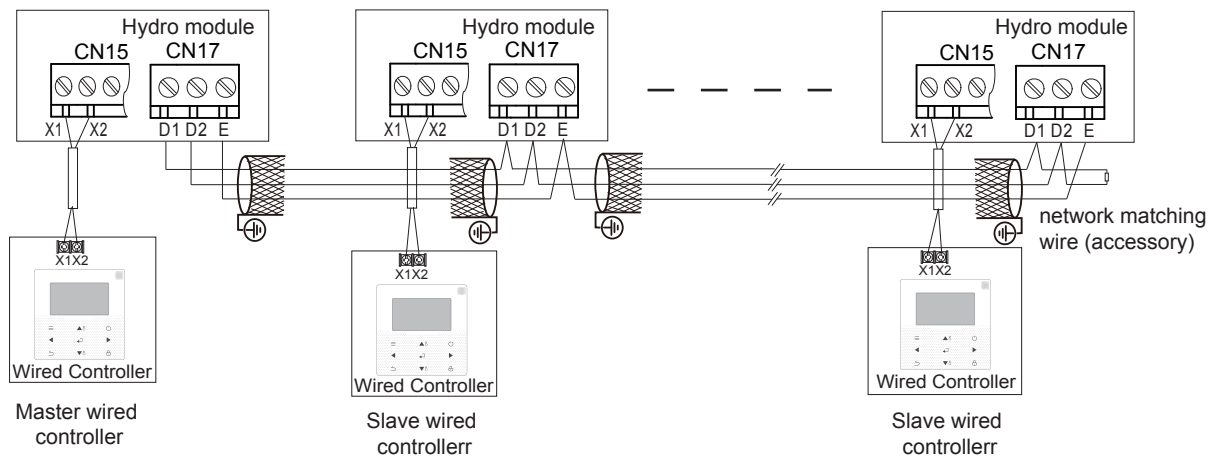 Hydro module
CN15 CN17
X1 X2 D1 D2 E
X1X2
Wired Controller
Master wired
controller
Hydro module
CN15 CN17
X1 X2 D1 D2 E
X1X2
Wired Controller
Slave wired
controllerr
Hydro module
CN15 CN17
X1 X2 D1 D2 E
network matching
wire (accessory)
X1X2
Wired Controller
Slave wired
controllerr